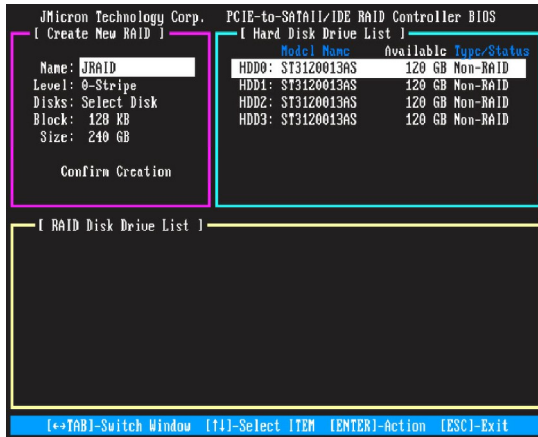 JMicron Technology Corp. PCIE-to-SATAII/IDE RAID Controller BIOS
[ Create New RAID ]
Name: JRAID
Level: 0-Stripe
Disks: Select Disk
Block: 128 KB
Size: 240 GB
Confirm Creation
[ Hard Disk Drive List ]
Model Name Available Type/Status
HDD0: ST3120013AS 120 GB Non-RAID
HDD1: ST3120013AS 120 GB Non-RAID
HDD2: ST3120013AS 120 GB Non-RAID
HDD3: ST3120013AS 120 GB Non-RAID
[ RAID Disk Drive List ]
[←→TAB]-Switch Window [↑↓]-Select ITEM [ENTER]-Action [ESC]-Exit